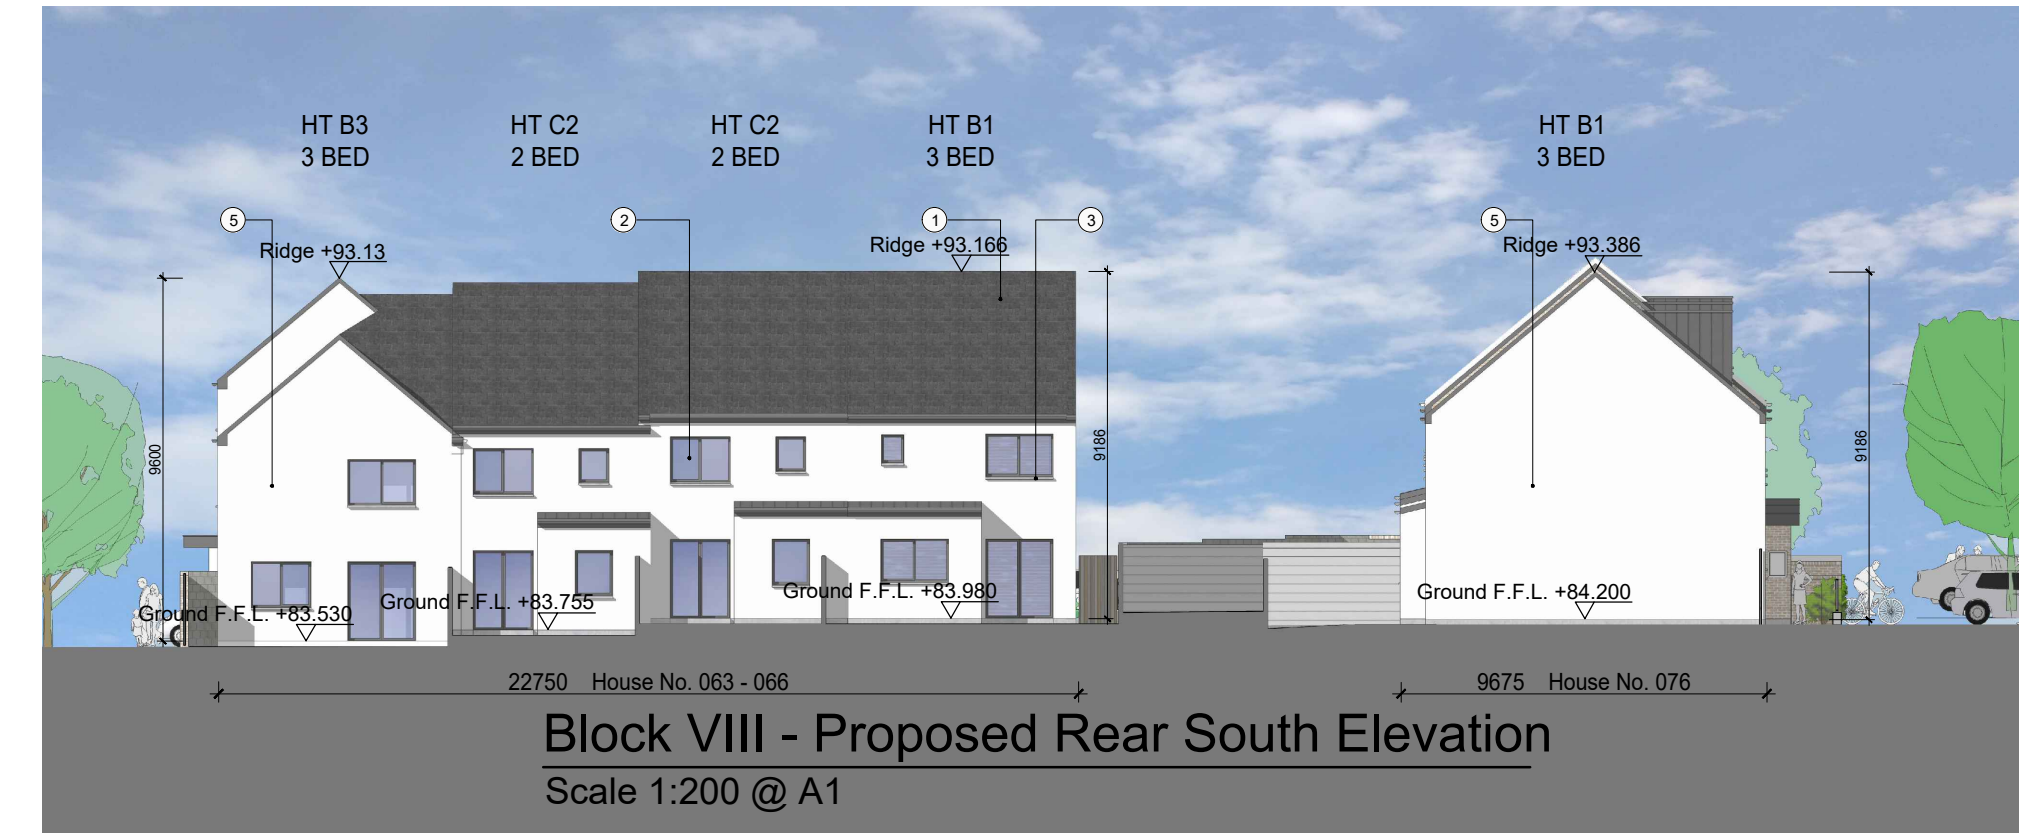 HT B3
3 BED
HT C2
2 BED
HT C2
2 BED
HT B1
3 BED
HT B1
3 BED
5
2
1
3
5
Ridge +93.13
Ridge +93.166
Ridge +93.386
9600
9186
9186
Ground F.F.L. +83.530
Ground F.F.L. +83.755
Ground F.F.L. +83.980
Ground F.F.L. +84.200
22750 House No. 063 - 066
9675 House No. 076
Block VIII - Proposed Rear South Elevation
Scale 1:200 @ A1